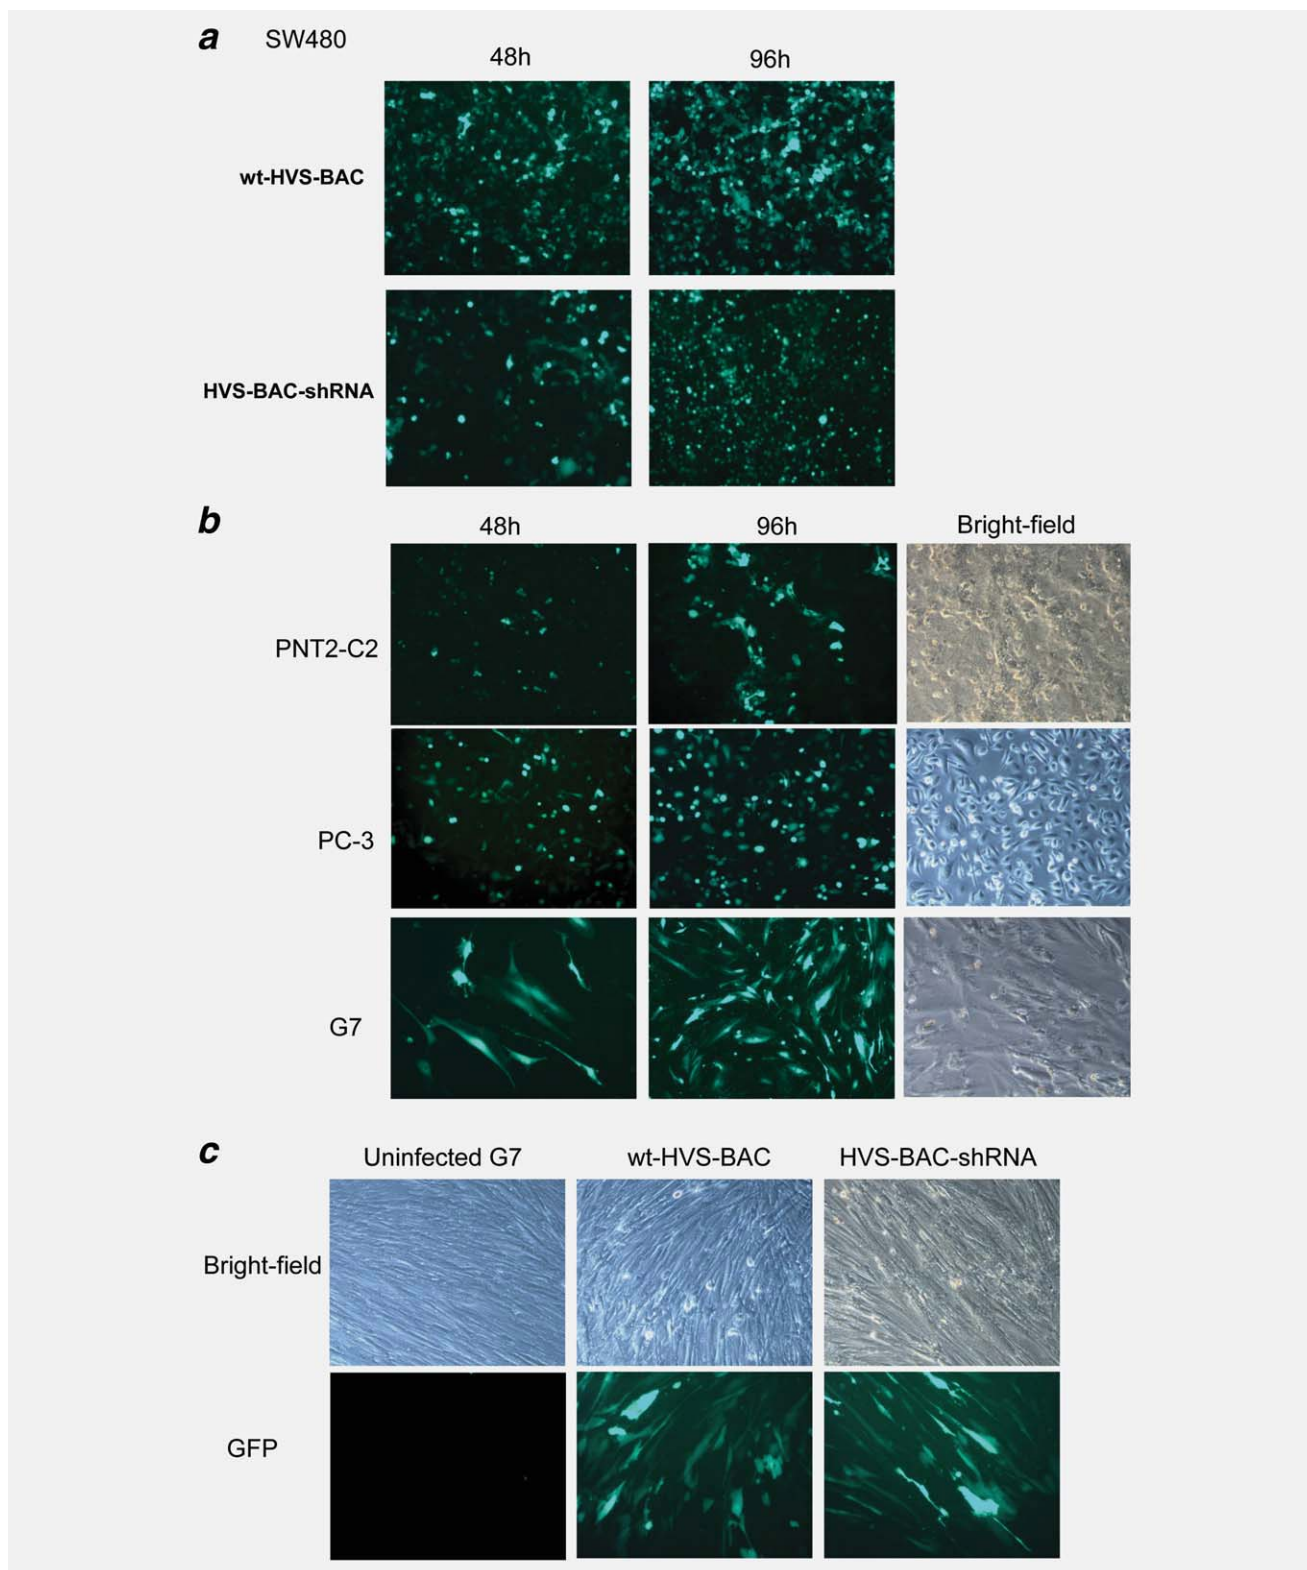 a SW480
48h 96h
wt-HVS-BAC
HVS-BAC-shRNA
b 48h 96h Bright-field
PNT2-C2
PC-3
G7
c Uninfected G7 wt-HVS-BAC HVS-BAC-shRNA
Bright-field
GFP